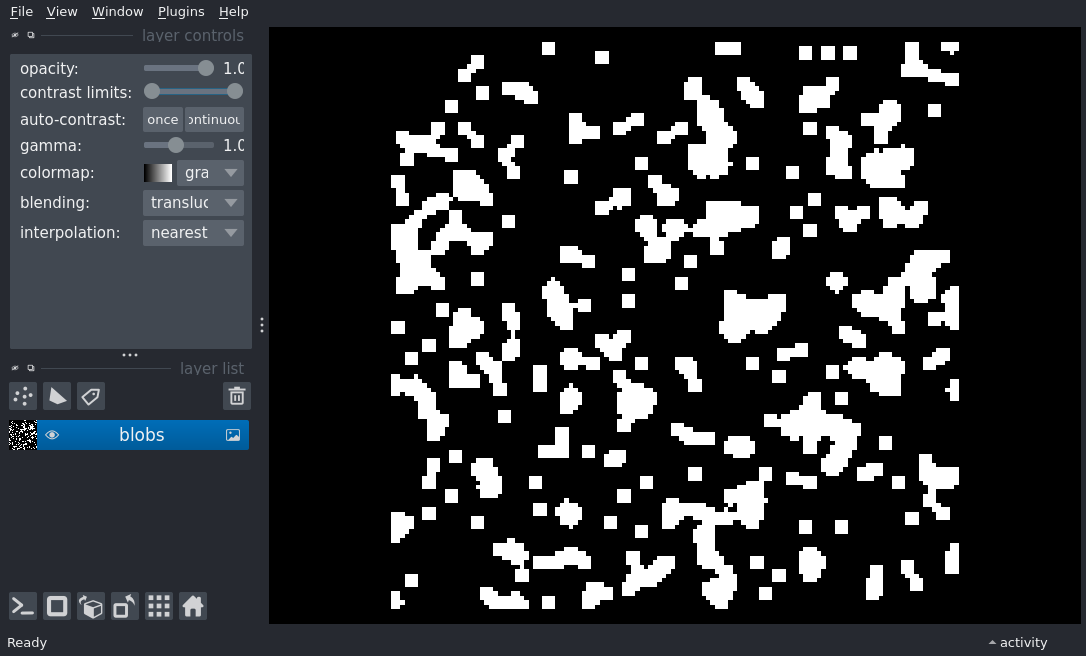 File View Window Plugins Help
layer controls
opacity: 1.0
contrast limits:
auto-contrast: once ontinuou
gamma: 1.0
colormap: gra
blending: transluc
interpolation: nearest
layer list
blobs
Ready activity